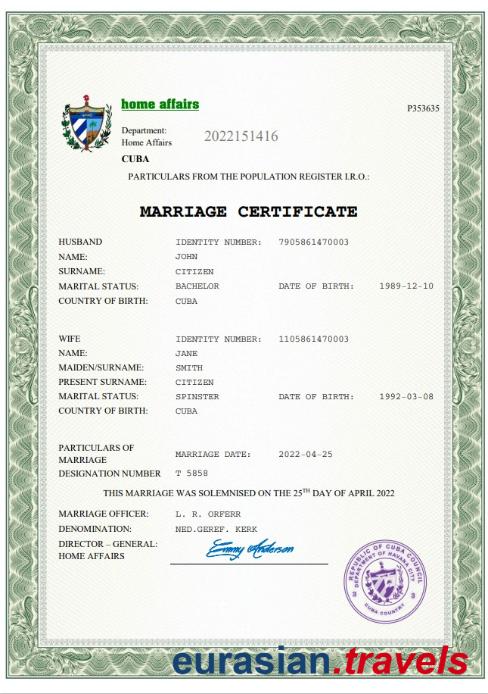 home affairs
P353635
Department:
Home Affairs
2022151416
CUBA
PARTICULARS FROM THE POPULATION REGISTER I.R.O.:
MARRIAGE CERTIFICATE
HUSBAND IDENTITY NUMBER: 7905861470003
NAME: JOHN
SURNAME: CITIZEN
MARITAL STATUS: BACHELOR DATE OF BIRTH: 1989-12-10
COUNTRY OF BIRTH: CUBA
WIFE IDENTITY NUMBER: 1105861470003
NAME: JANE
MAIDEN/SURNAME: SMITH
PRESENT SURNAME: CITIZEN
MARITAL STATUS: SPINSTER DATE OF BIRTH: 1992-03-08
COUNTRY OF BIRTH: CUBA
PARTICULARS OF
MARRIAGE MARRIAGE DATE: 2022-04-25
DESIGNATION NUMBER T 5858
THIS MARRIAGE WAS SOLEMNISED ON THE 25TH DAY OF APRIL 2022
MARRIAGE OFFICER: L. R. ORFERR
DENOMINATION: NED.GEREF. KERK
DIRECTOR – GENERAL:
HOME AFFAIRS
Emmy Anderson
REPUBLIC OF CUBA COUNCIL
DEPARTMENT OF HAVANA CITY
CUBA COUNTRY
eurasian.travels